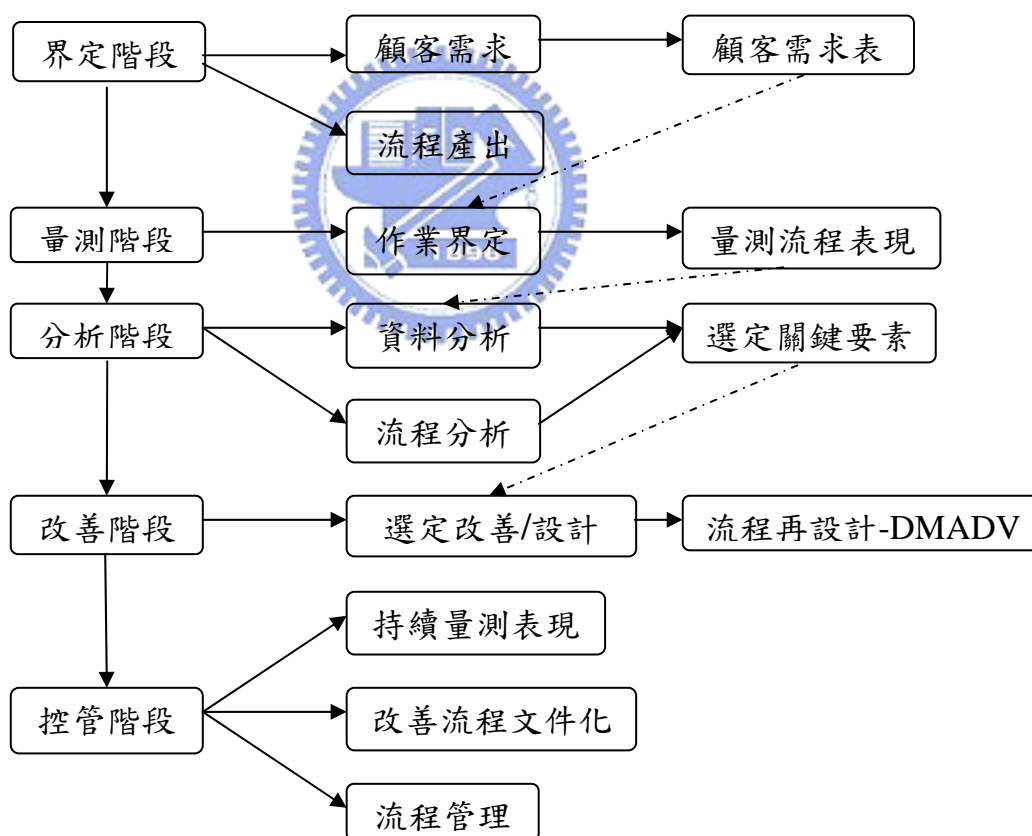 界定階段
顧客需求
顧客需求表
流程產出
量測階段
作業界定
量測流程表現
分析階段
資料分析
選定關鍵要素
流程分析
改善階段
選定改善/設計
流程再設計-DMADV
持續量測表現
控管階段
改善流程文件化
流程管理